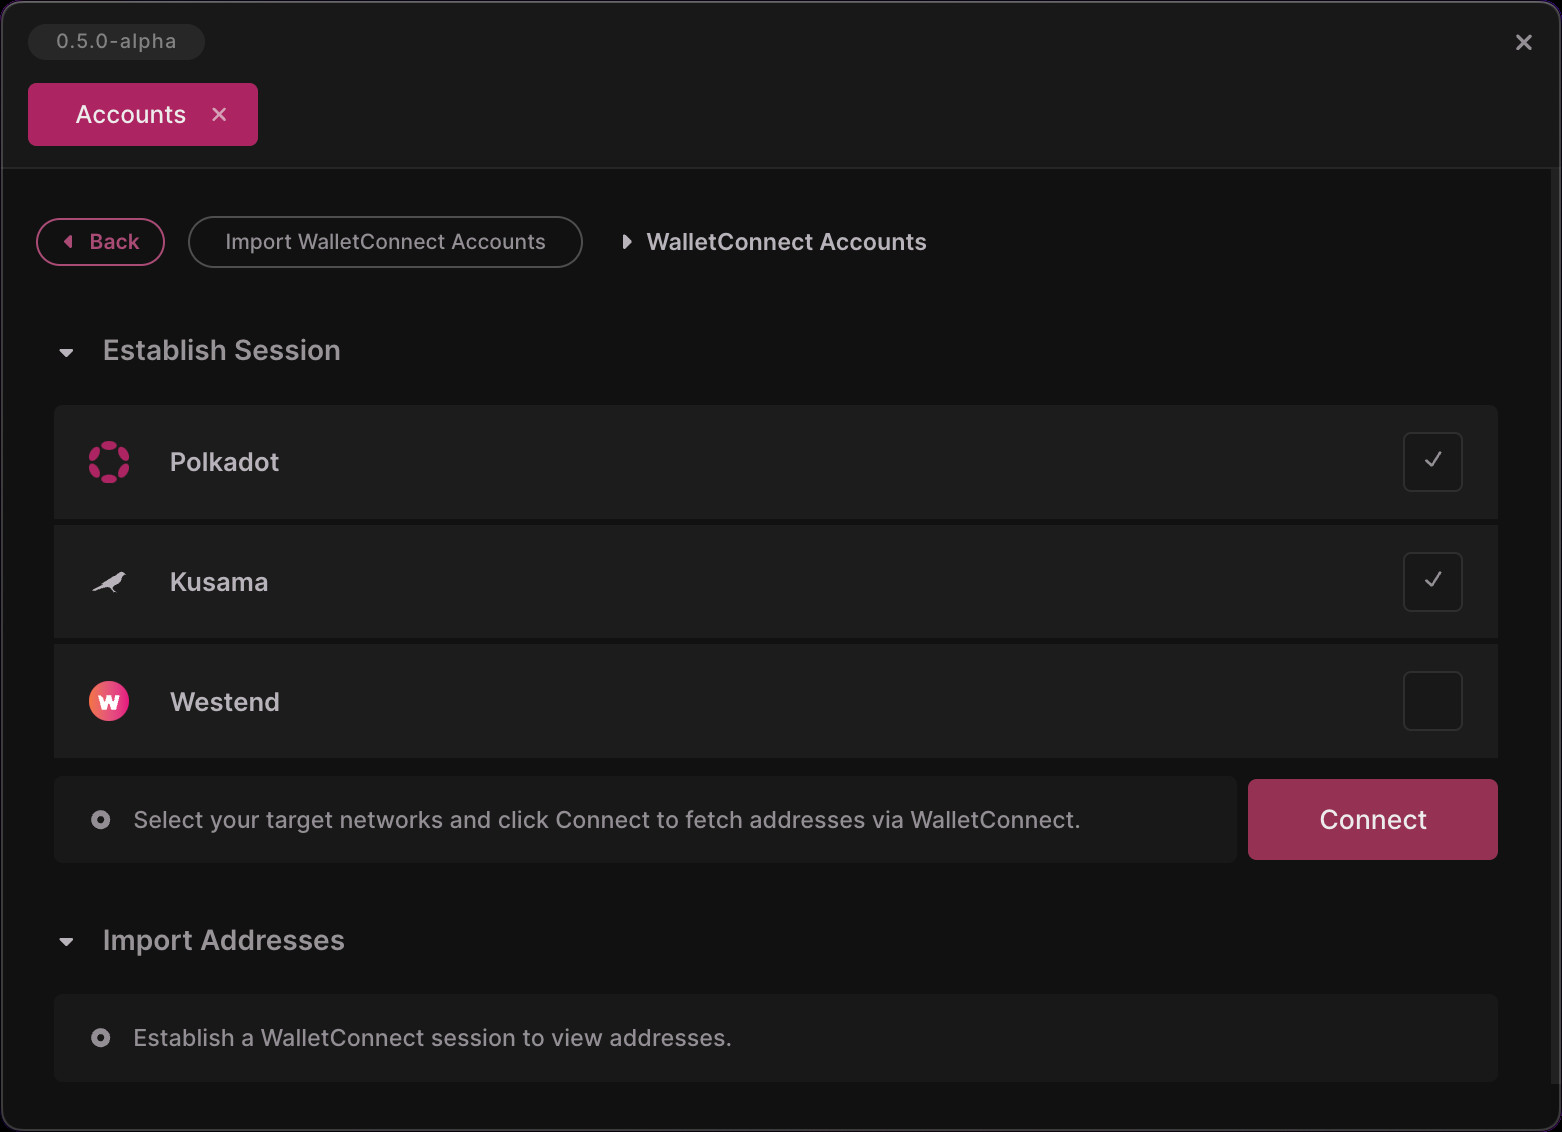 0.5.0-alpha
Accounts
Back
Import WalletConnect Accounts
WalletConnect Accounts
Establish Session
Polkadot
Kusama
W
Westend
Select your target networks and click Connect to fetch addresses via WalletConnect.
Connect
Import Addresses
Establish a WalletConnect session to view addresses.